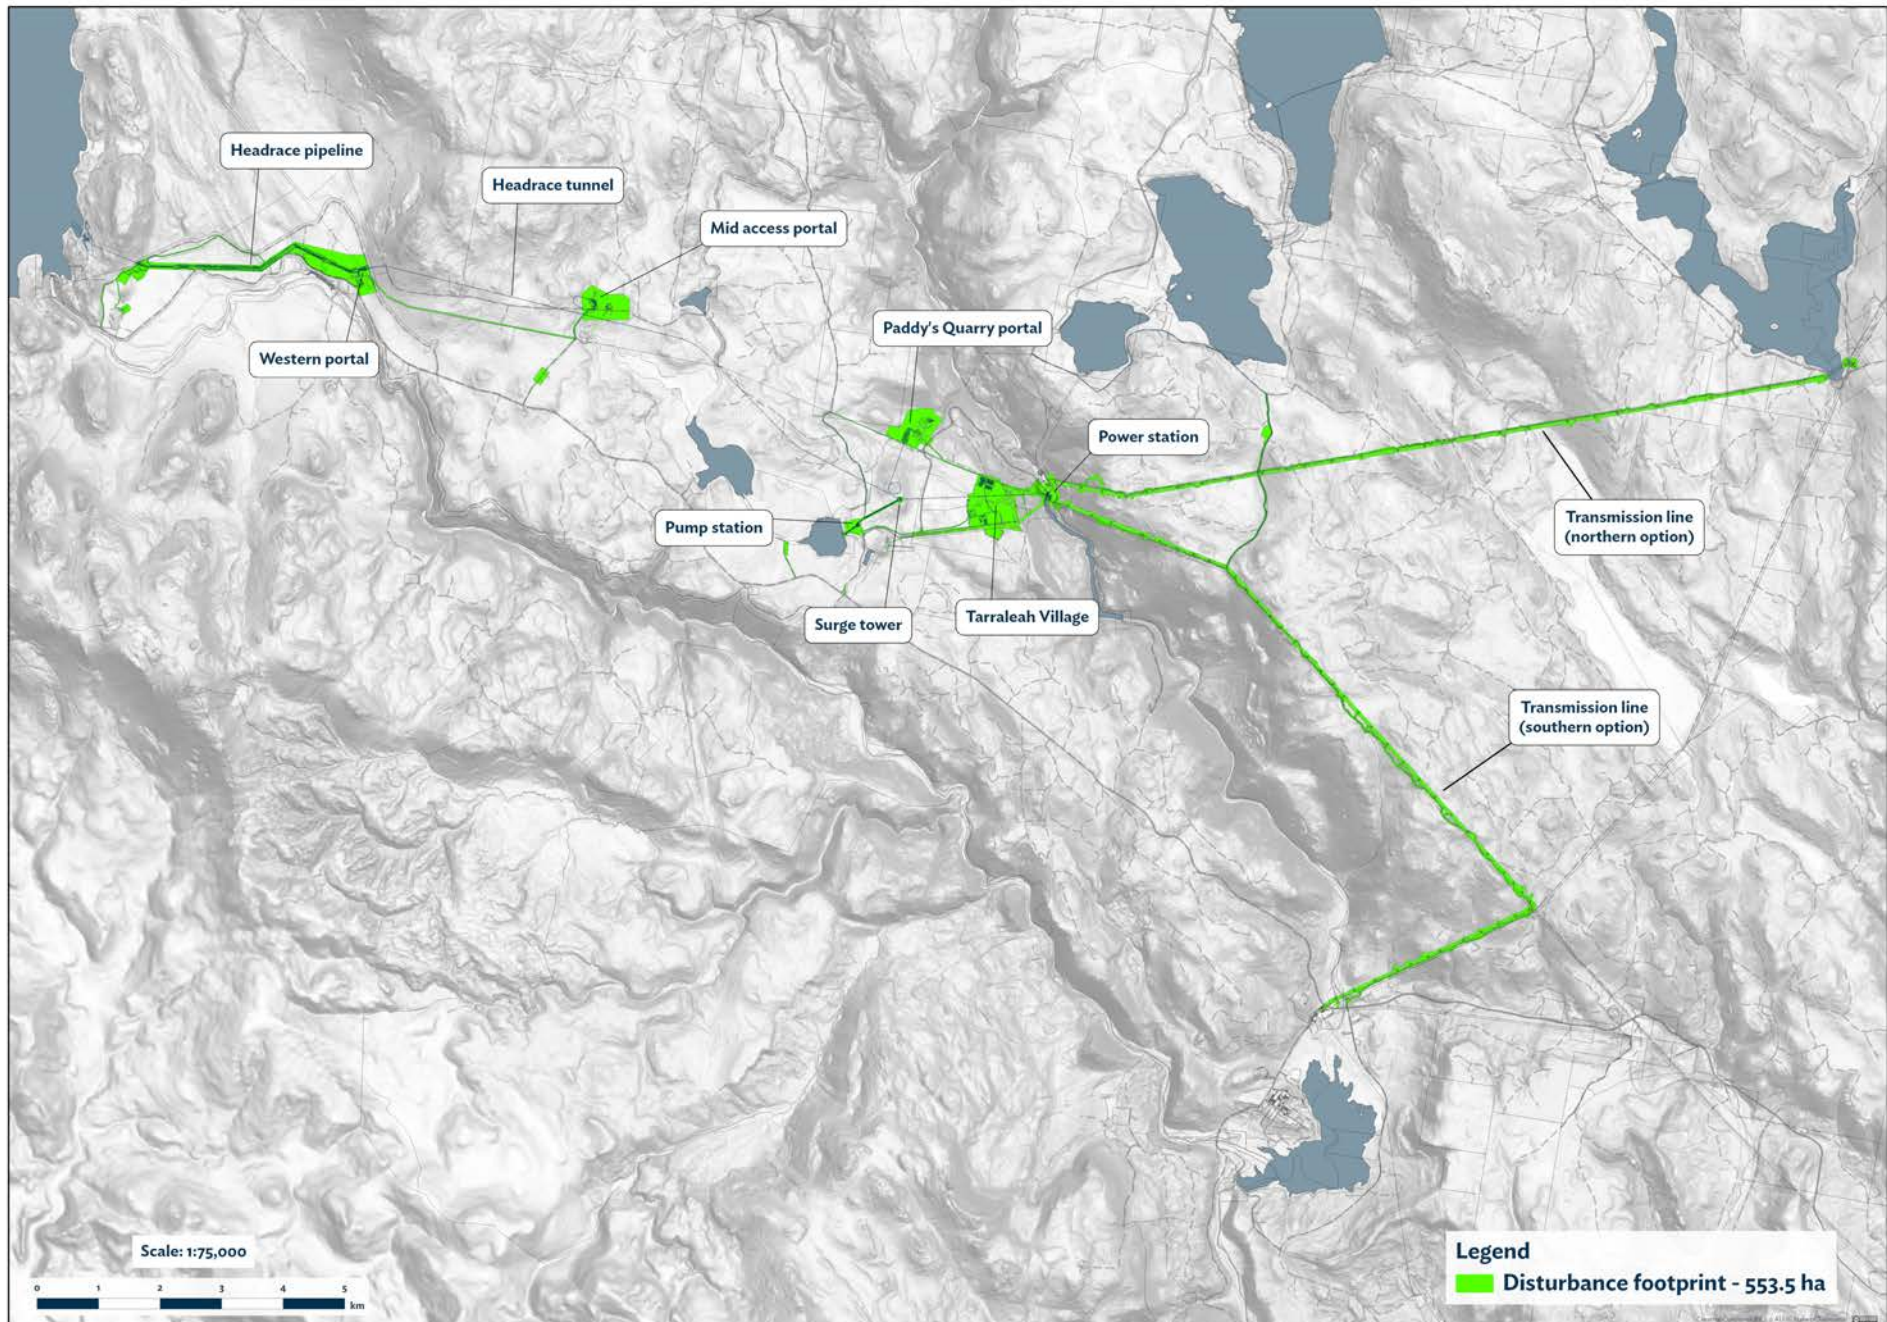 Headrace pipeline
Headrace tunnel
Mid access portal
Paddy's Quarry portal
Western portal
Power station
Transmission line
(northern option)
Pump station
Surge tower
Tarraleah Village
Transmission line
(southern option)
Scale: 1:75,000
0 1 2 3 4 5
km
Legend
Disturbance footprint - 553.5 ha